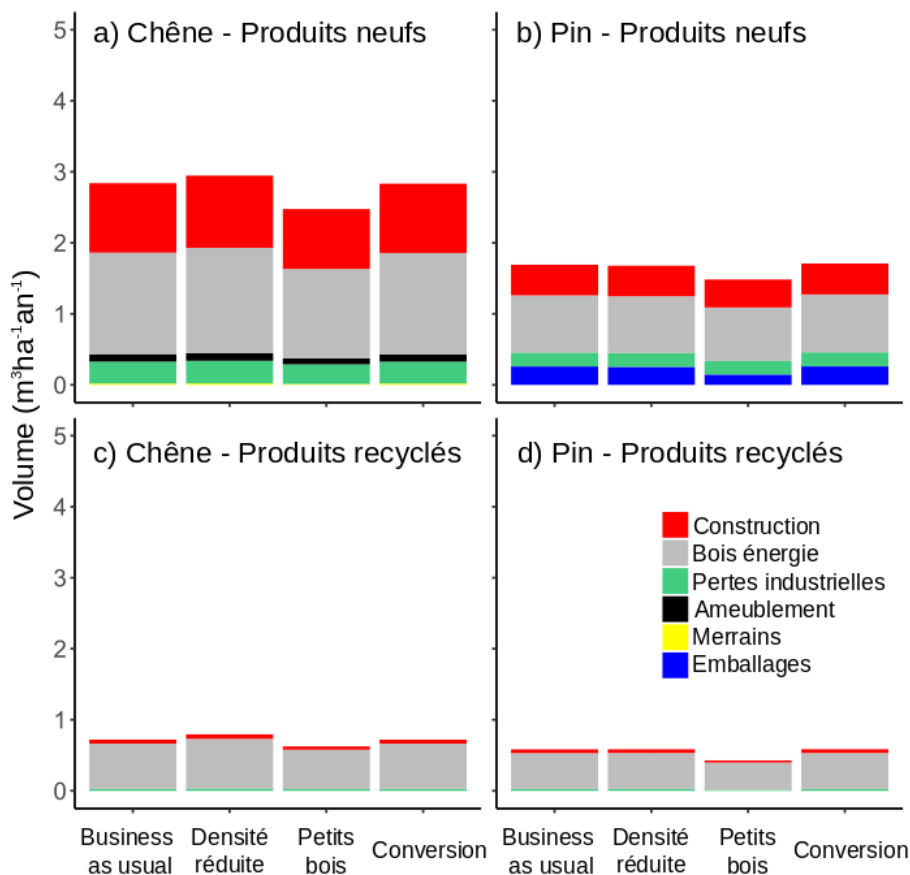 a) Chêne - Produits neufs
b) Pin - Produits neufs
5
4
3
2
1
0
Volume (m³ha⁻¹an⁻¹)
c) Chêne - Produits recyclés
d) Pin - Produits recyclés
5
4
3
2
1
0
Construction
Bois énergie
Pertes industrielles
Ameublement
Merrains
Emballages
Business
as usual
Densité
réduite
Petits
bois
Conversion
Business
as usual
Densité
réduite
Petits
bois
Conversion